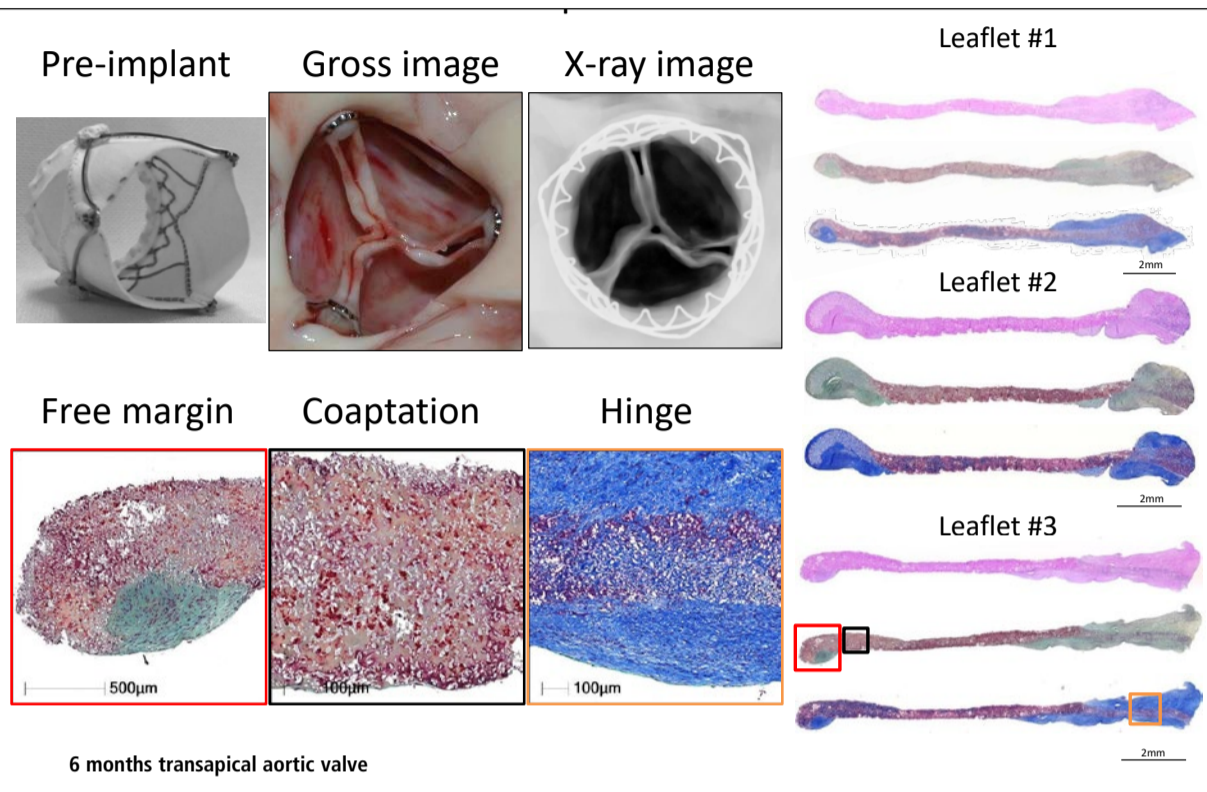 Pre-implant
Gross image
X-ray image
Leaflet #1
2mm
Leaflet #2
2mm
Free margin
Coaptation
Hinge
500µm
100µm
100µm
Leaflet #3
2mm
6 months transapical aortic valve